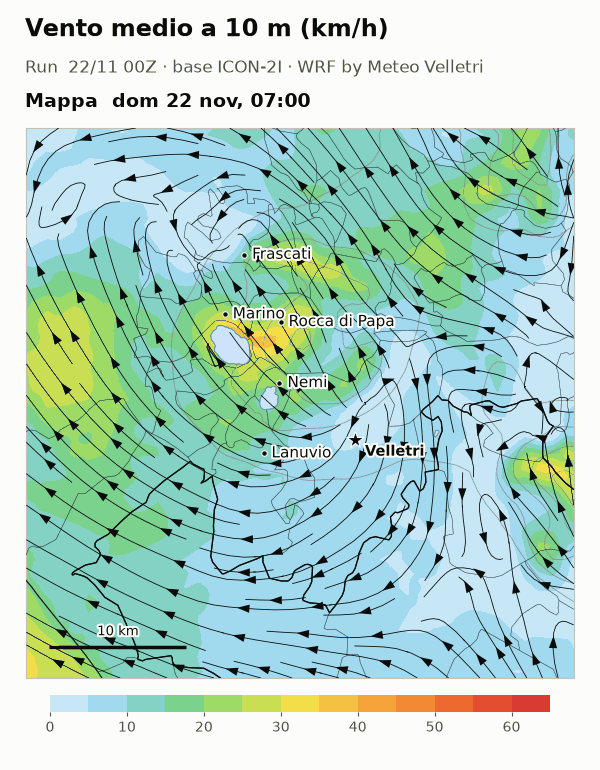 Vento medio a 10 m (km/h)
Run 22/11 00Z · base ICON-2I · WRF by Meteo Velletri
Mappa dom 22 nov, 07:00
Frascati
Marino
Rocca di Papa
Nemi
Velletri
Lanuvio
10 km
0 10 20 30 40 50 60